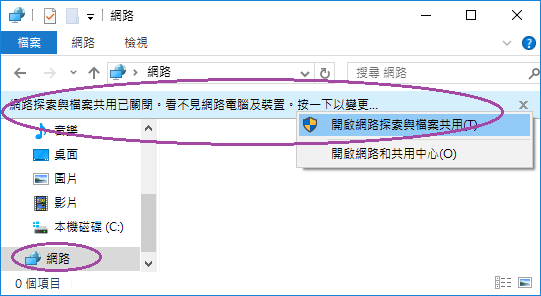 網路
檔案
網路
檢視
網路
搜尋 網路
網路探索與檔案共用已關閉。看不見網路電腦及裝置。按一下以變更...
開啟網路探索與檔案共用(T)
開啟網路和共用中心(O)
音樂
桌面
圖片
影片
本機磁碟 (C:)
網路
0 個項目